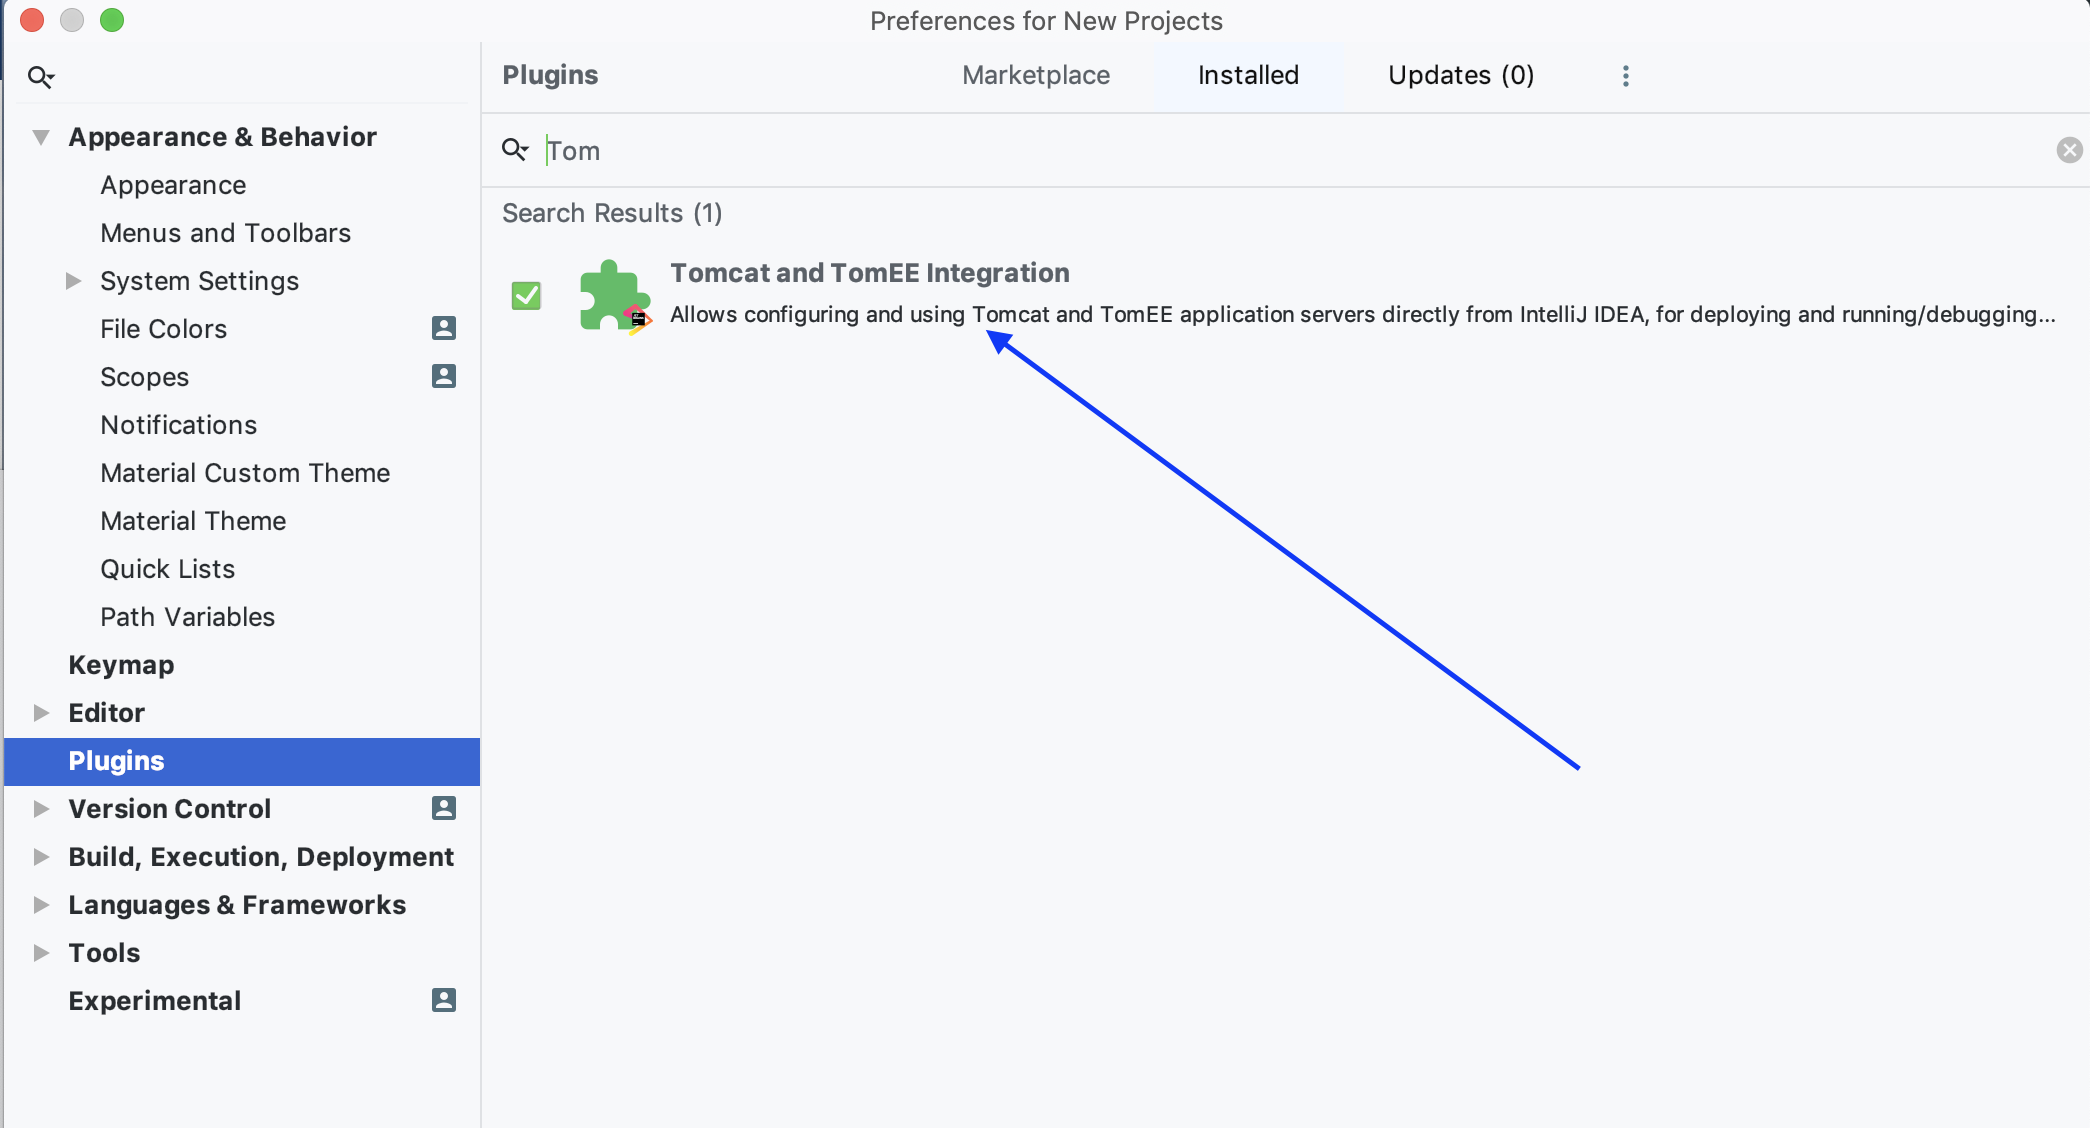 Preferences for New Projects
Plugins
Marketplace
Installed
Updates (0)
Tom
Search Results (1)
Tomcat and TomEE Integration
Allows configuring and using Tomcat and TomEE application servers directly from IntelliJ IDEA, for deploying and running/debugging...
Appearance & Behavior
Appearance
Menus and Toolbars
System Settings
File Colors
Scopes
Notifications
Material Custom Theme
Material Theme
Quick Lists
Path Variables
Keymap
Editor
Plugins
Version Control
Build, Execution, Deployment
Languages & Frameworks
Tools
Experimental